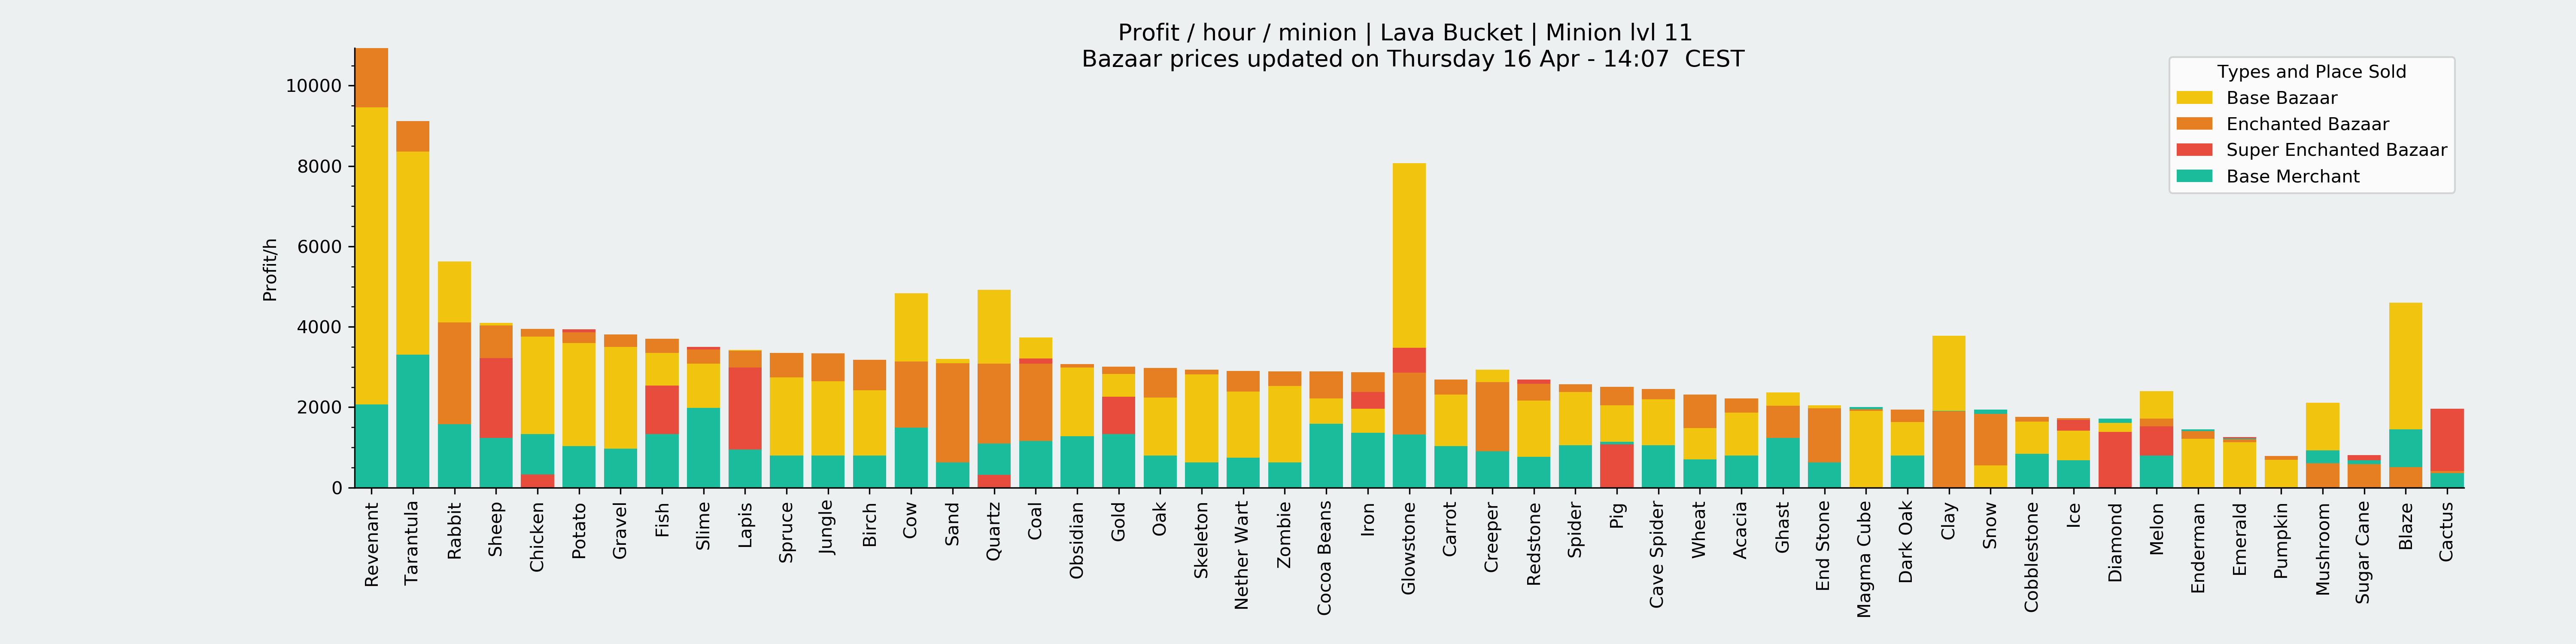 Profit / hour / minion | Lava Bucket | Minion lvl 11
Bazaar prices updated on Thursday 16 Apr - 14:07  CEST
Types and Place Sold
Base Bazaar
Enchanted Bazaar
Super Enchanted Bazaar
Base Merchant
Profit/h
10000
8000
6000
4000
2000
0
Revenant
Tarantula
Rabbit
Sheep
Chicken
Potato
Gravel
Fish
Slime
Lapis
Spruce
Jungle
Birch
Cow
Sand
Quartz
Coal
Obsidian
Gold
Oak
Skeleton
Nether Wart
Zombie
Cocoa Beans
Iron
Glowstone
Carrot
Creeper
Redstone
Spider
Pig
Cave Spider
Wheat
Acacia
Ghast
End Stone
Magma Cube
Dark Oak
Clay
Snow
Cobblestone
Ice
Diamond
Melon
Enderman
Emerald
Pumpkin
Mushroom
Sugar Cane
Blaze
Cactus